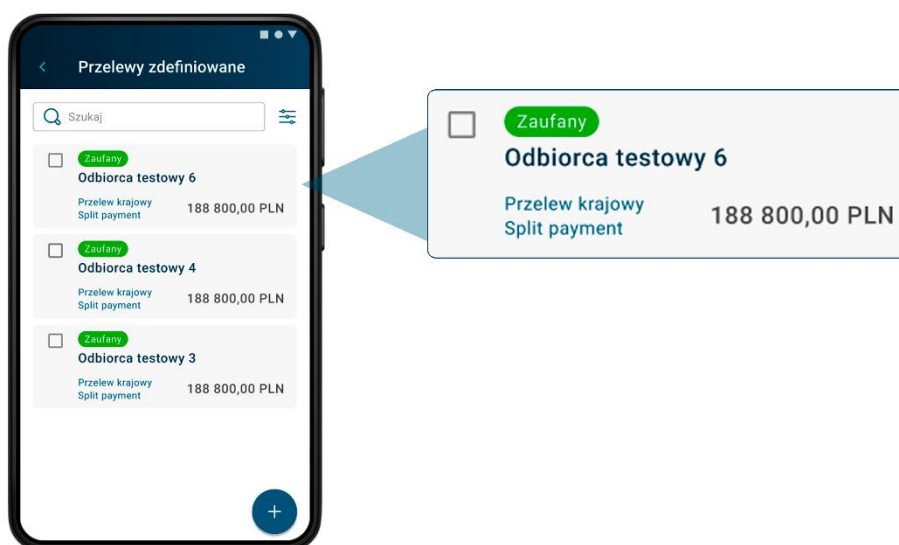 Przelewy zdefiniowane
Szukaj
Zaufany
Odbiorca testowy 6
Przelew krajowy
Split payment
188 800,00 PLN
Zaufany
Odbiorca testowy 4
Przelew krajowy
Split payment
188 800,00 PLN
Zaufany
Odbiorca testowy 3
Przelew krajowy
Split payment
188 800,00 PLN
Zaufany
Odbiorca testowy 6
Przelew krajowy
Split payment
188 800,00 PLN